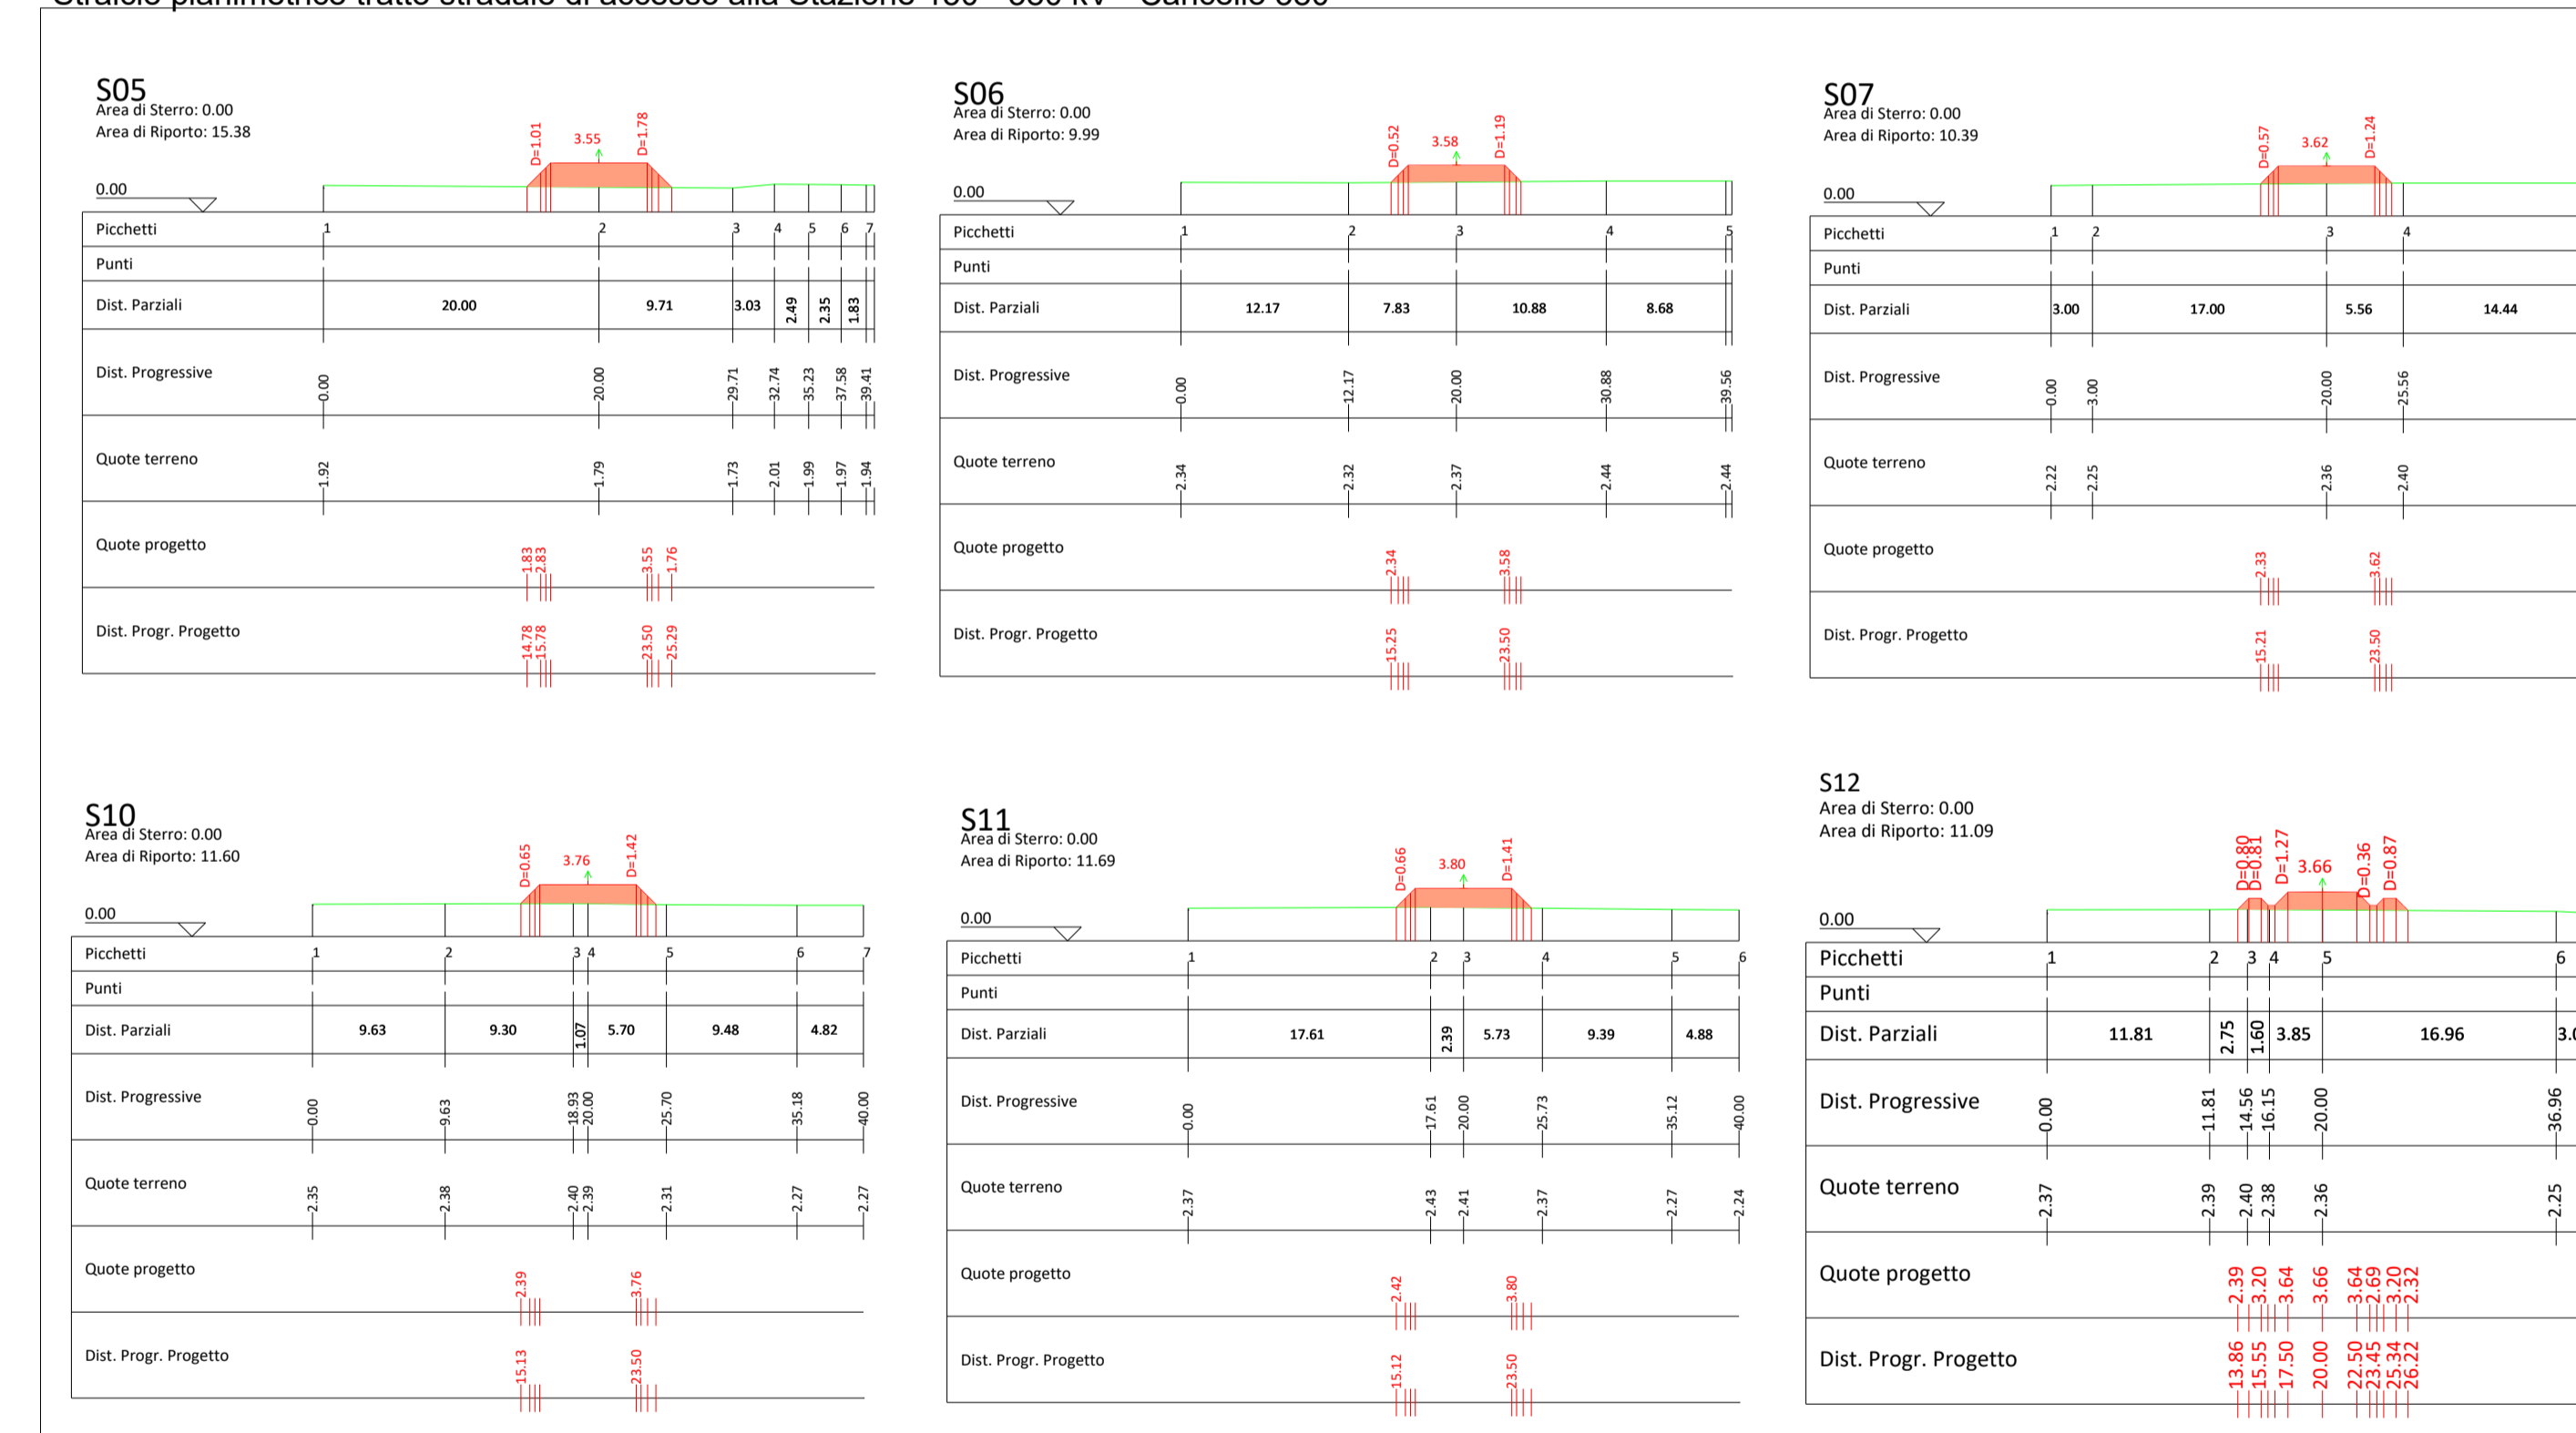 S05
Area di Sterro: 0.00
Area di Riporto: 15.38
D=1.01
3.55
D=1.78
0.00
Picchetti 1 2 3 4 5 6 7
Punti
Dist. Parziali 20.00 9.71 3.03 2.49 2.35 1.83
Dist. Progressive 0.00 20.00 29.71 32.74 35.23 37.58 39.41
Quote terreno 1.92 1.79 1.73 2.01 1.99 1.97 1.94
Quote progetto 1.83 2.83 3.55 1.76
Dist. Progr. Progetto 14.78 15.78 23.50 25.29
S06
Area di Sterro: 0.00
Area di Riporto: 9.99
D=0.52
3.58
D=1.19
0.00
Picchetti 1 2 3 4 5
Punti
Dist. Parziali 12.17 7.83 10.88 8.68
Dist. Progressive 0.00 12.17 20.00 30.88 39.56
Quote terreno 2.34 2.32 2.37 2.44 2.44
Quote progetto 2.34 3.58
Dist. Progr. Progetto 15.25 23.50
S07
Area di Sterro: 0.00
Area di Riporto: 10.39
D=0.57
3.62
D=1.24
0.00
Picchetti 1 2 3 4
Punti
Dist. Parziali 3.00 17.00 5.56 14.44
Dist. Progressive 0.00 3.00 20.00 25.56
Quote terreno 2.22 2.25 2.36 2.40
Quote progetto 2.33 3.62
Dist. Progr. Progetto 15.21 23.50
S10
Area di Sterro: 0.00
Area di Riporto: 11.60
D=0.65
3.76
D=1.42
0.00
Picchetti 1 2 3 4 5 6 7
Punti
Dist. Parziali 9.63 9.30 1.07 5.70 9.48 4.82
Dist. Progressive 0.00 9.63 18.93 20.00 25.70 35.18 40.00
Quote terreno 2.35 2.38 2.40 2.39 2.31 2.27 2.27
Quote progetto 2.39 3.76
Dist. Progr. Progetto 15.13 23.50
S11
Area di Sterro: 0.00
Area di Riporto: 11.69
D=0.66
3.80
D=1.41
0.00
Picchetti 1 2 3 4 5 6
Punti
Dist. Parziali 17.61 2.39 5.73 9.39 4.88
Dist. Progressive 0.00 17.61 20.00 25.73 35.12 40.00
Quote terreno 2.37 2.43 2.41 2.37 2.27 2.24
Quote progetto 2.42 3.80
Dist. Progr. Progetto 15.12 23.50
S12
Area di Sterro: 0.00
Area di Riporto: 11.09
D=0.80
D=0.81
D=1.27
3.66
D=0.36
D=0.87
0.00
Picchetti 1 2 3 4 5 6
Punti
Dist. Parziali 11.81 2.75 1.60 3.85 16.96
Dist. Progressive 0.00 11.81 14.56 16.15 20.00 36.96
Quote terreno 2.37 2.39 2.40 2.38 2.36 2.25
Quote progetto 2.39 3.20 3.64 3.66 3.64 2.69 3.20 2.32
Dist. Progr. Progetto 13.86 15.55 17.50 20.00 22.50 23.45 25.34 26.22